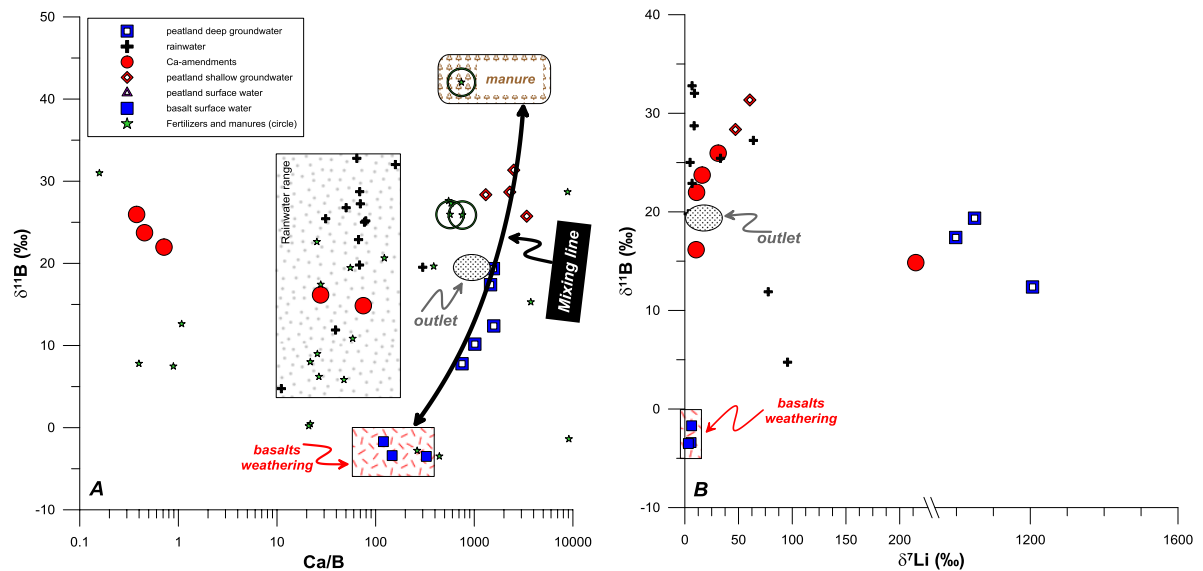 50
40
30
20
10
0
-10
δ¹¹B (‰)
peatland deep groundwater
rainwater
Ca-amendments
peatland shallow groundwater
peatland surface water
basalt surface water
Fertilizers and manures (circle)
manure
Rainwater range
Mixing line
outlet
basalts
weathering
A
0.1
1
10
100
1000
10000
Ca/B
40
30
20
10
0
-10
δ¹¹B (‰)
outlet
basalts
weathering
B
0
50
100
150
200
1200
1600
δ⁷Li (‰)